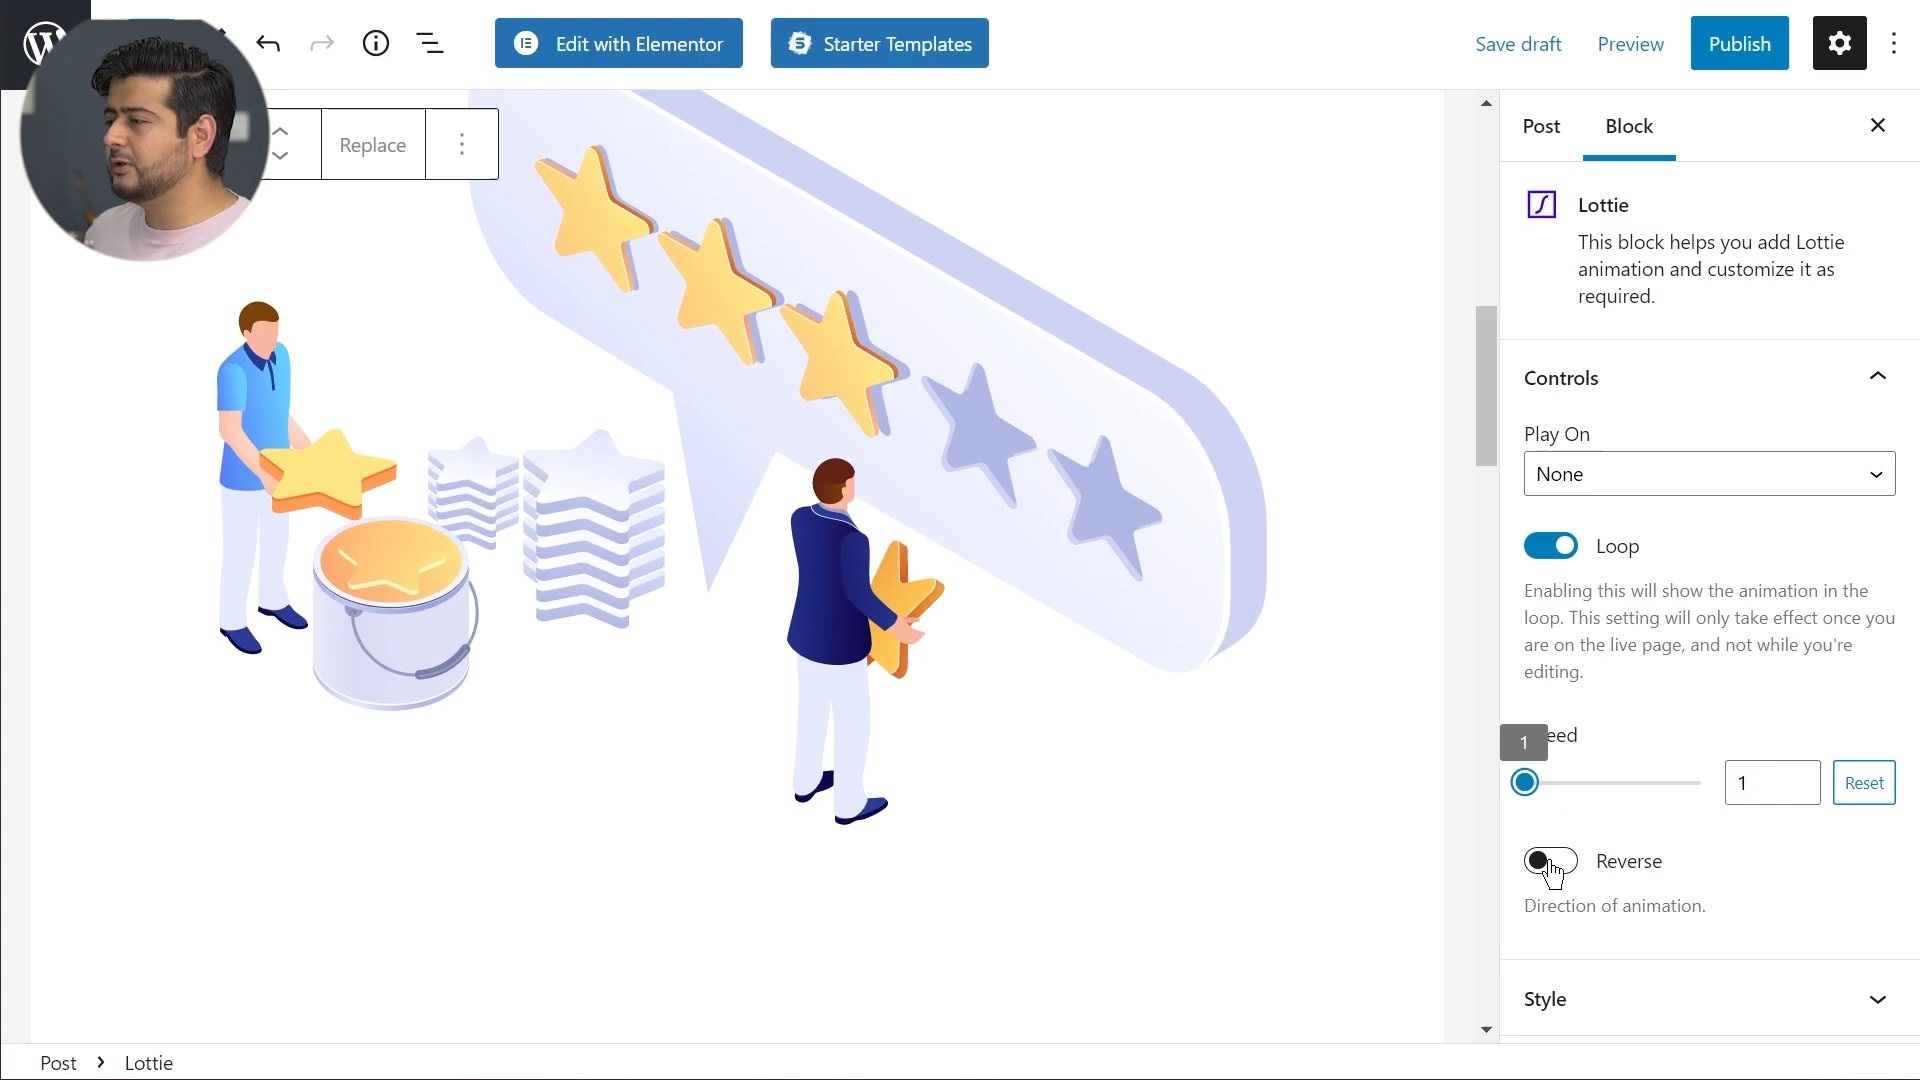 Edit with Elementor
Starter Templates
Save draft
Preview
Publish
Replace
Post
Block
Lottie
This block helps you add Lottie
animation and customize it as
required.
Controls
Play On
None
Loop
Enabling this will show the animation in the
loop. This setting will only take effect once you
are on the live page, and not while you're
editing.
1
eed
1
Reset
Reverse
Direction of animation.
Style
Post
Lottie